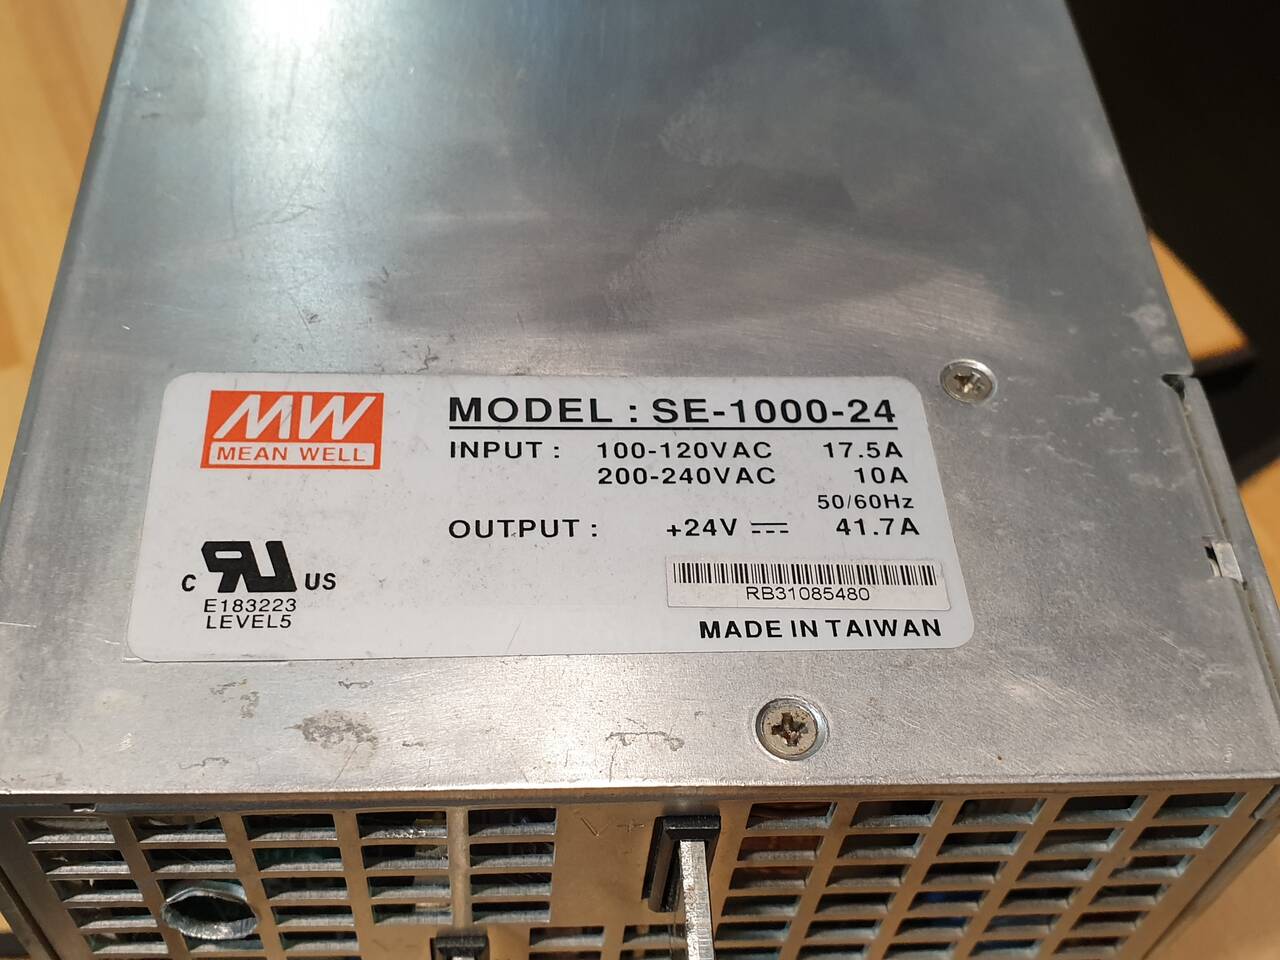 MW
MEAN WELL
MODEL : SE-1000-24
INPUT : 100-120VAC 17.5A
200-240VAC 10A
50/60Hz
OUTPUT : +24V 41.7A
C RU US
E183223
LEVEL5
RB31085480
MADE IN TAIWAN
V+